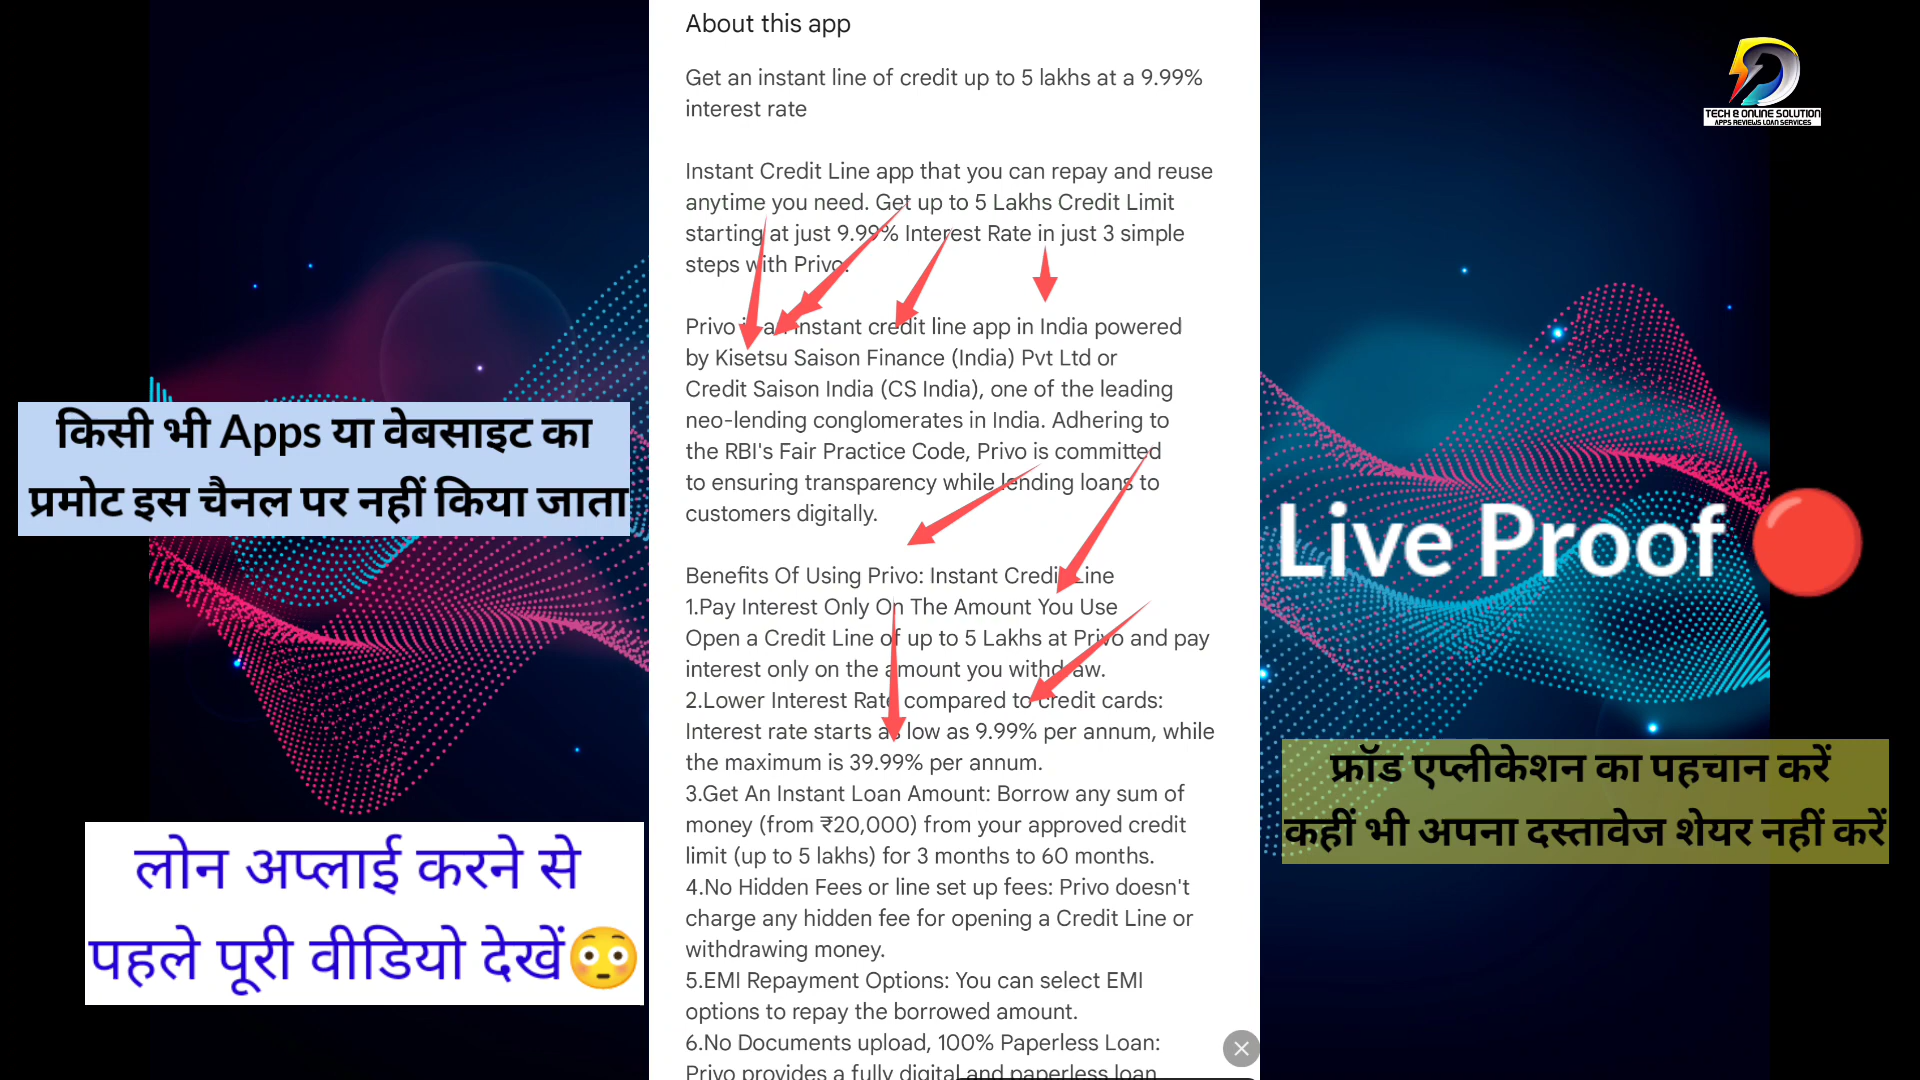 About this app
Get an instant line of credit up to 5 lakhs at a 9.99%
interest rate
Instant Credit Line app that you can repay and reuse
anytime you need. Get up to 5 Lakhs Credit Limit
starting at just 9.99% Interest Rate in just 3 simple
steps with Privo.
Privo is an instant credit line app in India powered
by Kisetsu Saison Finance (India) Pvt Ltd or
Credit Saison India (CS India), one of the leading
neo-lending conglomerates in India. Adhering to
the RBI's Fair Practice Code, Privo is committed
to ensuring transparency while lending loans to
customers digitally.
Benefits Of Using Privo: Instant Credit Line
1.Pay Interest Only On The Amount You Use
Open a Credit Line of up to 5 Lakhs at Privo and pay
interest only on the amount you withdraw.
2.Lower Interest Rate compared to credit cards:
Interest rate starts as low as 9.99% per annum, while
the maximum is 39.99% per annum.
3.Get An Instant Loan Amount: Borrow any sum of
money (from ₹20,000) from your approved credit
limit (up to 5 lakhs) for 3 months to 60 months.
4.No Hidden Fees or line set up fees: Privo doesn't
charge any hidden fee for opening a Credit Line or
withdrawing money.
5.EMI Repayment Options: You can select EMI
options to repay the borrowed amount.
6.No Documents upload, 100% Paperless Loan:
Privo provides a fully digital and paperless loan
किसी भी Apps या वेबसाइट का
प्रमोट इस चैनल पर नहीं किया जाता
लोन अप्लाई करने से
पहले पूरी वीडियो देखें😳
TECH & ONLINE SOLUTION
APPS REVIEWS LOAN SERVICES
Live Proof 🔴
फ्रॉड एप्लीकेशन का पहचान करें
कहीं भी अपना दस्तावेज शेयर नहीं करें